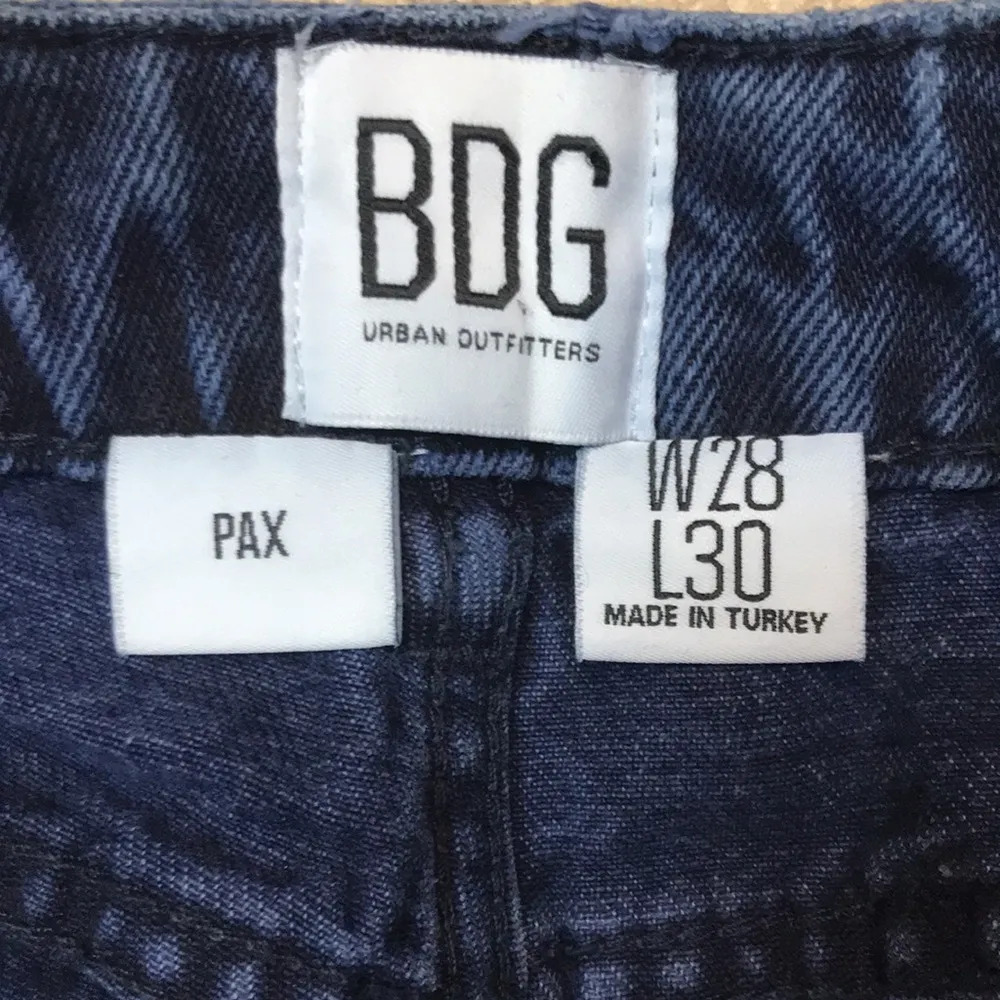 BDG
URBAN OUTFITTERS
PAX
W28
L30
MADE IN TURKEY